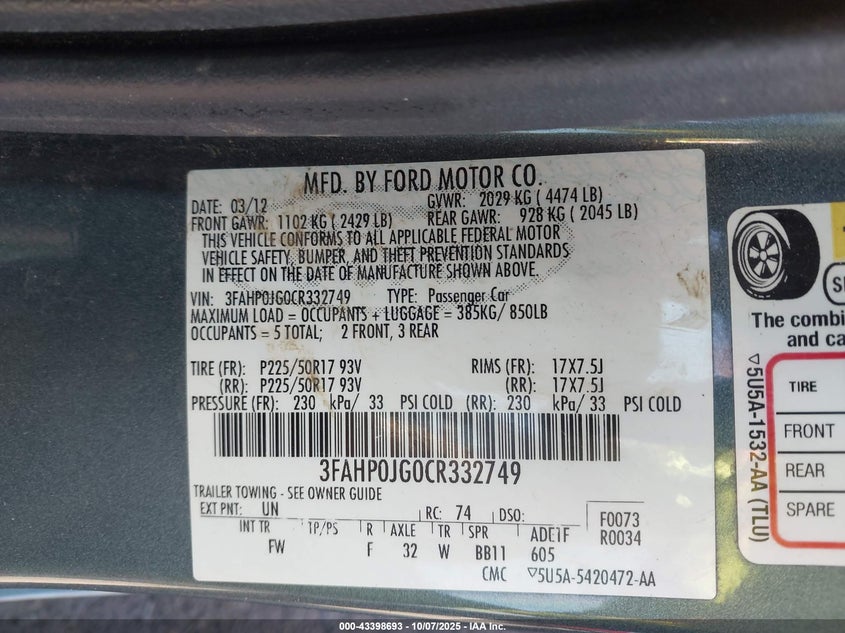 MFD. BY FORD MOTOR CO.
DATE: 03/12 GVWR: 2029 KG ( 4474 LB)
FRONT GAWR: 1102 KG ( 2429 LB) REAR GAWR: 928 KG ( 2045 LB)
THIS VEHICLE CONFORMS TO ALL APPLICABLE FEDERAL MOTOR
VEHICLE SAFETY, BUMPER, AND THEFT PREVENTION STANDARDS
IN EFFECT ON THE DATE OF MANUFACTURE SHOWN ABOVE.
VIN: 3FAHP0JG0CR332749 TYPE: Passenger Car
MAXIMUM LOAD = OCCUPANTS + LUGGAGE = 385KG/ 850LB
OCCUPANTS = 5 TOTAL; 2 FRONT, 3 REAR
TIRE (FR): P225/50R17 93V RIMS (FR): 17X7.5J
(RR): P225/50R17 93V (RR): 17X7.5J
PRESSURE (FR): 230 kPa/ 33 PSI COLD (RR): 230 kPa/ 33 PSI COLD
3FAHP0JG0CR332749
TRAILER TOWING - SEE OWNER GUIDE
EXT PNT: UN RC: 74 DSO: F0073
INT TR TP/PS R AXLE TR SPR ADE1F R0034
FW F 32 W BB11 605
CMC ▽5U5A-5420472-AA
The combi
and ca
TIRE
FRONT
REAR
SPARE
▽5U5A-1532-AA (TLU)
000-43398693 - 10/07/2025 - IAA Inc.